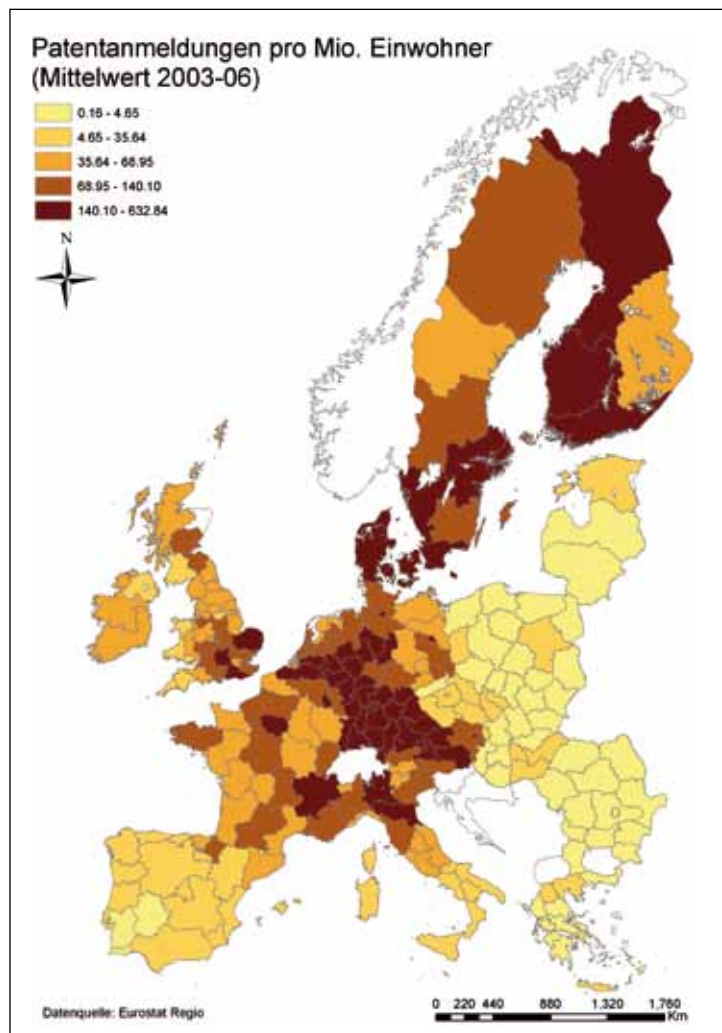 Patentanmeldungen pro Mio. Einwohner
(Mittelwert 2003-06)
0.16 - 4.65
4.65 - 35.64
35.64 - 68.95
68.95 - 140.10
140.10 - 632.84
N
Datenquelle: Eurostat Regio
0 220 440 880 1.320 1.760
Km